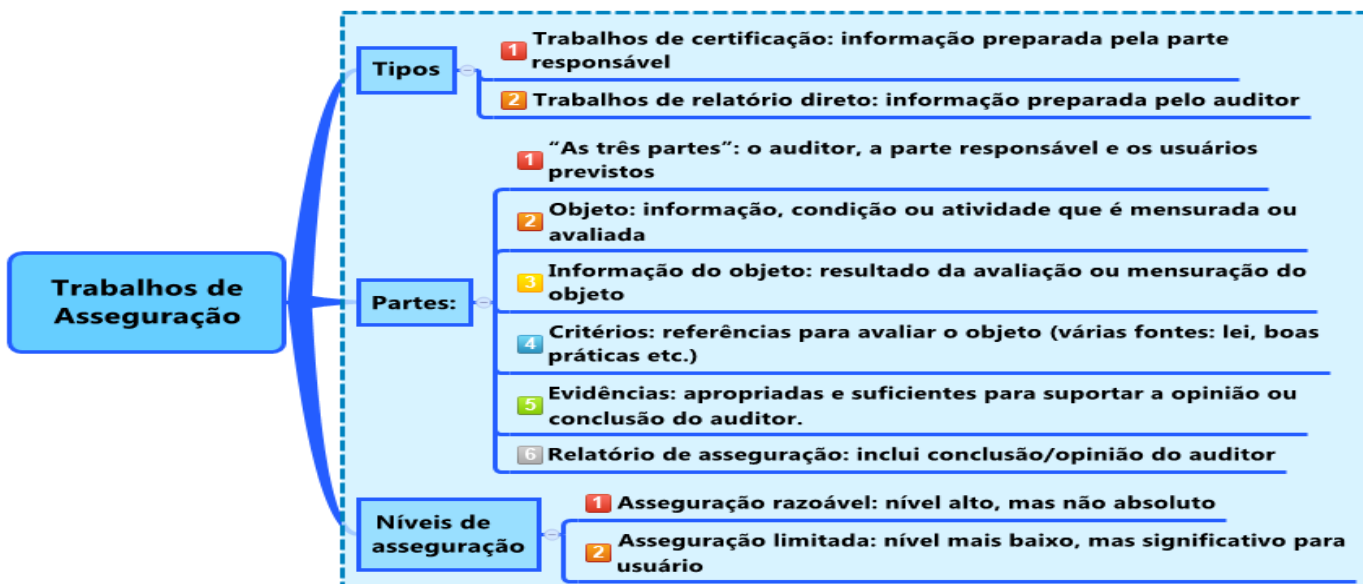 Trabalhos de
Asseguração
Tipos
1 Trabalhos de certificação: informação preparada pela parte
responsável
2 Trabalhos de relatório direto: informação preparada pelo auditor
Partes:
1 “As três partes”: o auditor, a parte responsável e os usuários
previstos
2 Objeto: informação, condição ou atividade que é mensurada ou
avaliada
3 Informação do objeto: resultado da avaliação ou mensuração do
objeto
4 Critérios: referências para avaliar o objeto (várias fontes: lei, boas
práticas etc.)
5 Evidências: apropriadas e suficientes para suportar a opinião ou
conclusão do auditor.
6 Relatório de asseguração: inclui conclusão/opinião do auditor
Níveis de
asseguração
1 Asseguração razoável: nível alto, mas não absoluto
2 Asseguração limitada: nível mais baixo, mas significativo para
usuário